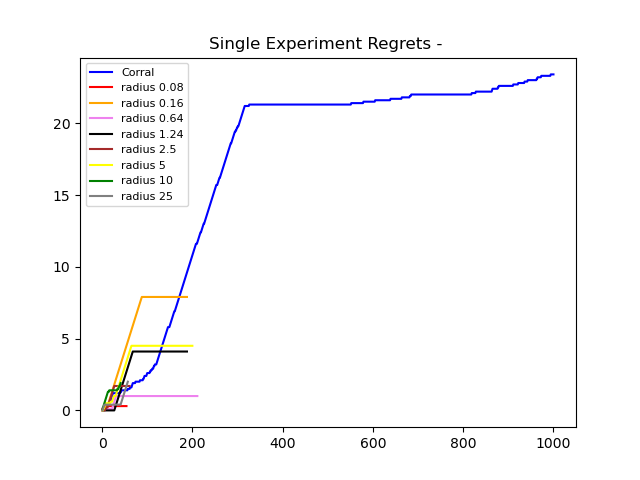 Single Experiment Regrets -
Corral
radius 0.08
radius 0.16
radius 0.64
radius 1.24
radius 2.5
radius 5
radius 10
radius 25
20
15
10
5
0
0 200 400 600 800 1000